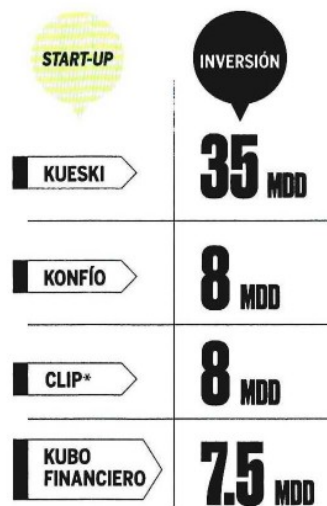 START-UP INVERSIÓN
KUESKI 35 MDD
KONFÍO 8 MDD
CLIP* 8 MDD
KUBO
FINANCIERO 7.5 MDD